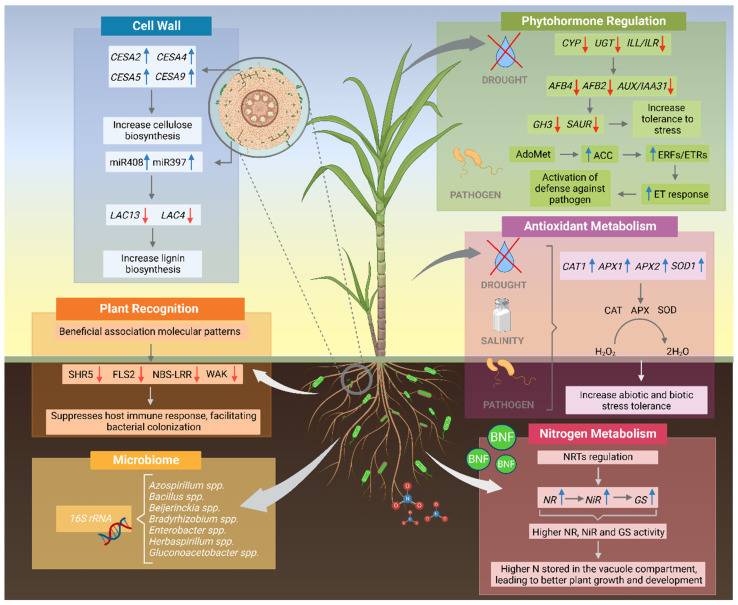 Cell Wall
CESA2 CESA4
CESA5 CESA9
Increase cellulose
biosynthesis
miR408 miR397
LAC13 LAC4
Increase lignin
biosynthesis
Phytohormone Regulation
DROUGHT
CYP UGT ILL/ILR
AFB4 AFB2 AUX/IAA31
GH3 SAUR
Increase
tolerance to
stress
PATHOGEN
AdoMet ACC ERFs/ETRs
Activation of
defense against
pathogen
ET response
Antioxidant Metabolism
DROUGHT
SALINITY
PATHOGEN
CAT1 APX1 APX2 SOD1
CAT APX SOD
H₂O₂ 2H₂O
Increase abiotic and biotic
stress tolerance
Plant Recognition
Beneficial association molecular patterns
SHR5 FLS2 NBS-LRR WAK
Suppresses host immune response, facilitating
bacterial colonization
Microbiome
16S rRNA
Azospirillum spp.
Bacillus spp.
Beijerinckia spp.
Bradyrhizobium spp.
Enterobacter spp.
Herbaspirillum spp.
Gluconoacetobacter spp.
BNF
BNF
BNF
Nitrogen Metabolism
NRTs regulation
NR NiR GS
Higher NR, NiR and GS activity
Higher N stored in the vacuole compartment,
leading to better plant growth and development